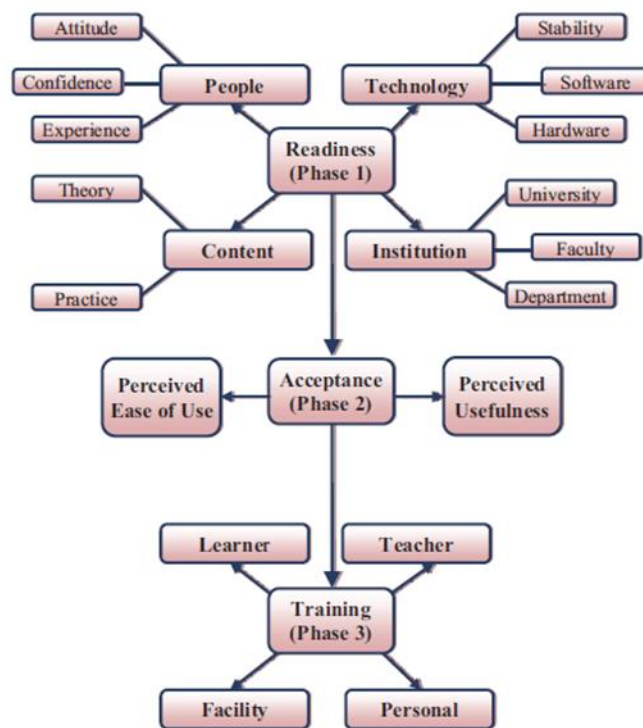 Attitude
Stability
Confidence
People
Technology
Software
Experience
Hardware
Readiness
(Phase 1)
Theory
University
Content
Institution
Faculty
Practice
Department
Perceived
Ease of Use
Acceptance
(Phase 2)
Perceived
Usefulness
Learner
Teacher
Training
(Phase 3)
Facility
Personal